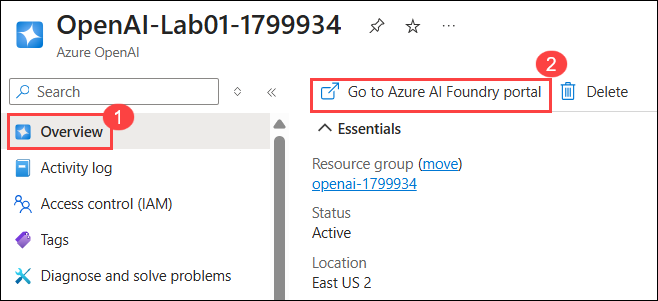 OpenAI-Lab01-1799934
Azure OpenAI
Search
1
Overview
Activity log
Access control (IAM)
Tags
Diagnose and solve problems
2
Go to Azure AI Foundry portal
Delete
Essentials
Resource group (move)
openai-1799934
Status
Active
Location
East US 2